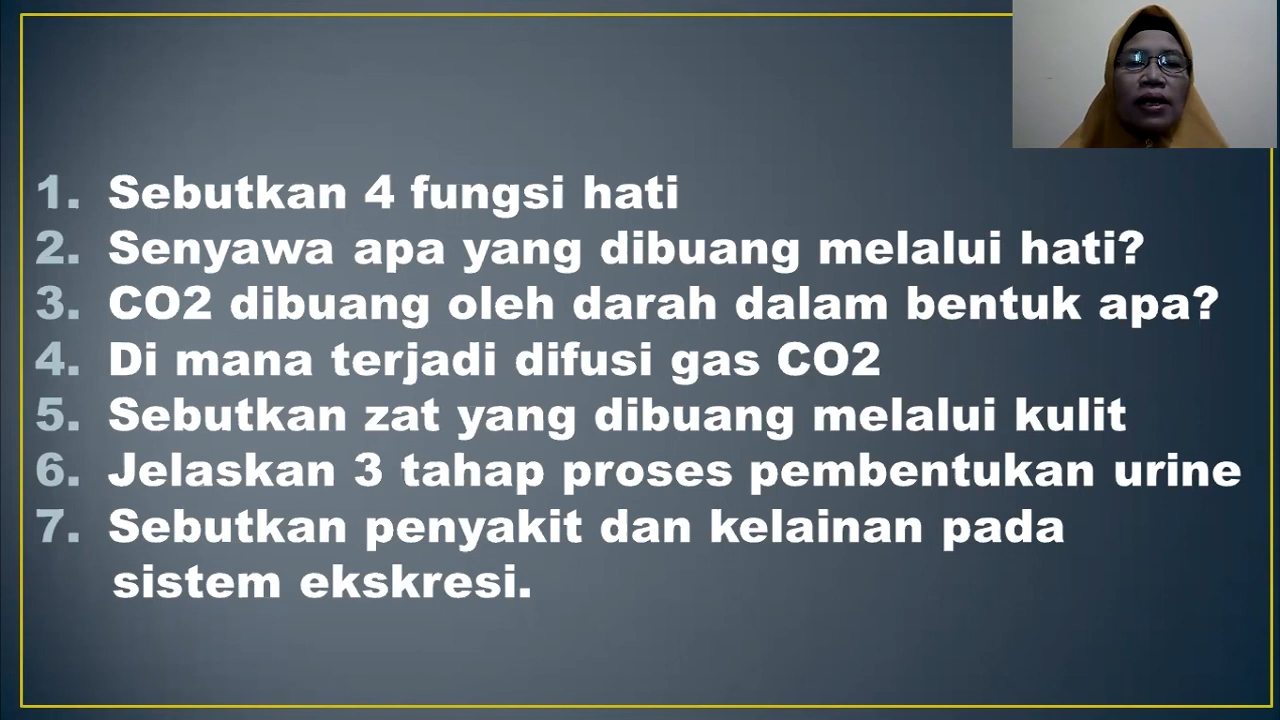 1. Sebutkan 4 fungsi hati
2. Senyawa apa yang dibuang melalui hati?
3. CO2 dibuang oleh darah dalam bentuk apa?
4. Di mana terjadi difusi gas CO2
5. Sebutkan zat yang dibuang melalui kulit
6. Jelaskan 3 tahap proses pembentukan urine
7. Sebutkan penyakit dan kelainan pada
sistem ekskresi.